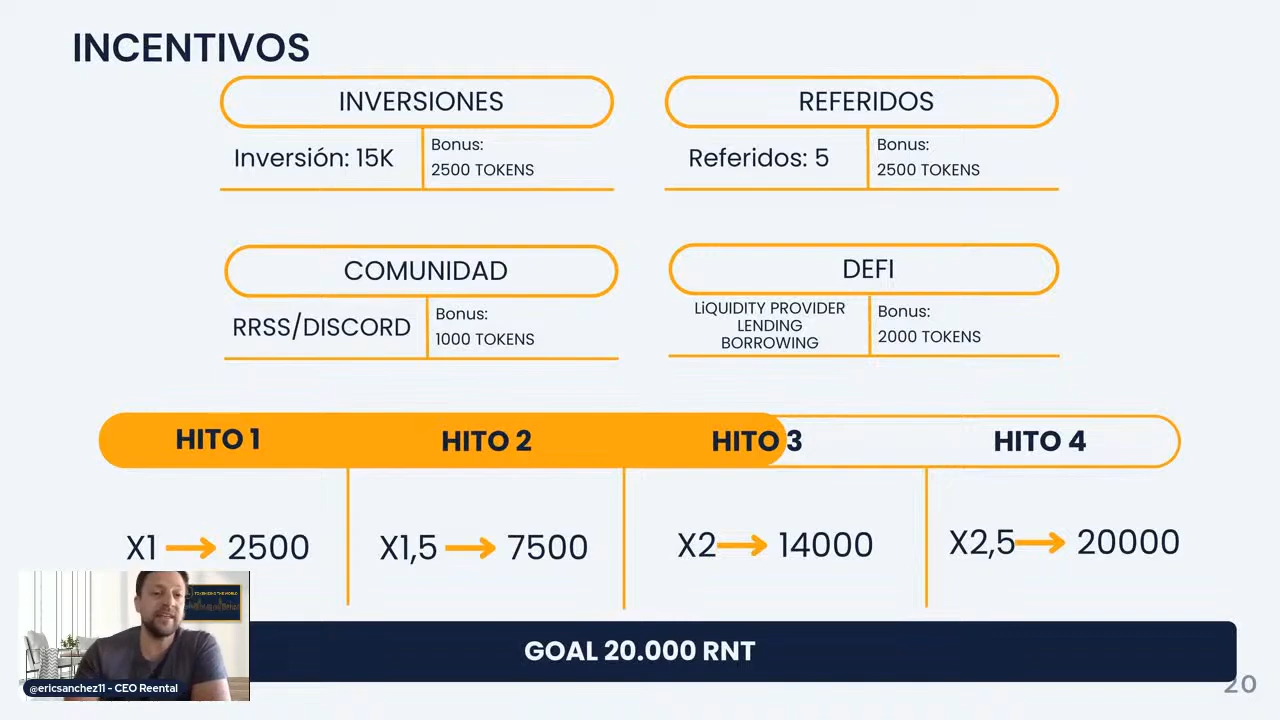 INCENTIVOS
INVERSIONES
Inversión: 15K
Bonus:
2500 TOKENS
REFERIDOS
Referidos: 5
Bonus:
2500 TOKENS
COMUNIDAD
RRSS/DISCORD
Bonus:
1000 TOKENS
DEFI
LiQUIDITY PROVIDER
LENDING
BORROWING
Bonus:
2000 TOKENS
HITO 1
HITO 2
HITO 3
HITO 4
X1 → 2500
X1,5 → 7500
X2 → 14000
X2,5 → 20000
GOAL 20.000 RNT
@ericsanchez11 - CEO Reental
20